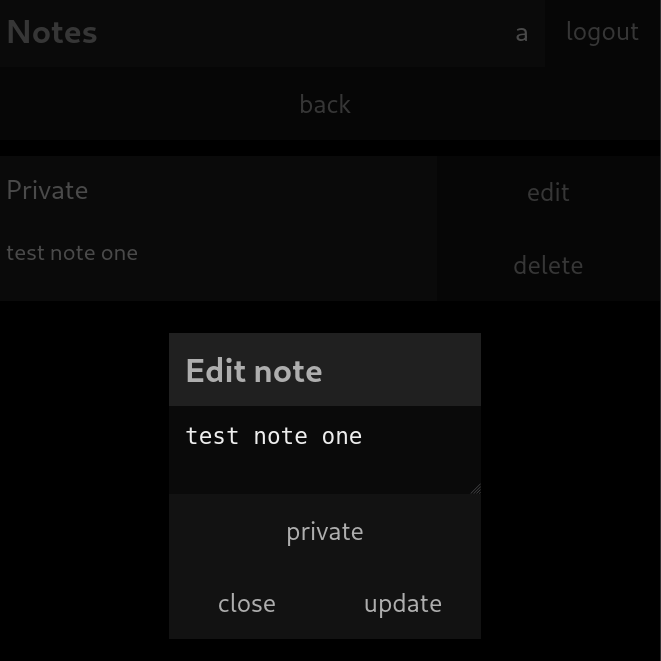 Notes a logout
back
Private edit
test note one
delete
Edit note
test note one
private
close update